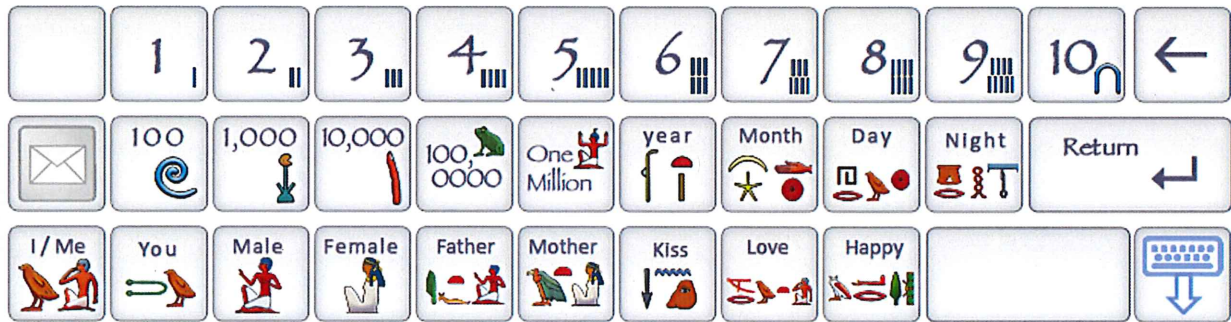 1 2 3 4 5 6 7 8 9 10
100 1,000 10,000 100,0000 One Million year Month Day Night Return
I/Me You Male Female Father Mother Kiss Love Happy